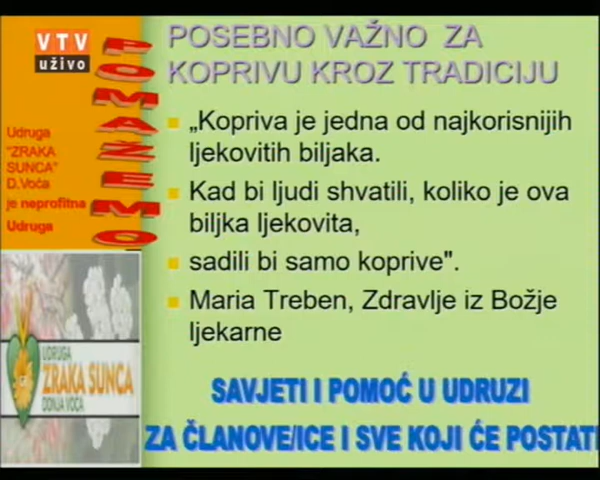 VTV
uživo
POMAŽEMO
Udruga
"ZRAKA
SUNCA"
D.Voća
je neprofitna
Udruga
UDRUGA
ZRAKA SUNCA
DONJA VOĆA
POSEBNO VAŽNO ZA
KOPRIVU KROZ TRADICIJU
„Kopriva je jedna od najkorisnijih
ljekovitih biljaka.
Kad bi ljudi shvatili, koliko je ova
biljka ljekovita,
sadili bi samo koprive".
Maria Treben, Zdravlje iz Božje
ljekarne
SAVJETI I POMOĆ U UDRUZI
ZA ČLANOVE/ICE I SVE KOJI ĆE POSTATI